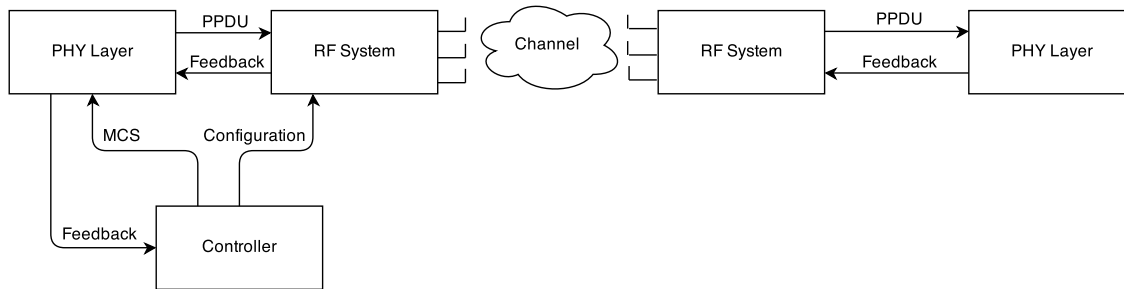 PPDU
PHY Layer
RF System
Feedback
Channel
PPDU
RF System
PHY Layer
Feedback
MCS
Configuration
Feedback
Controller